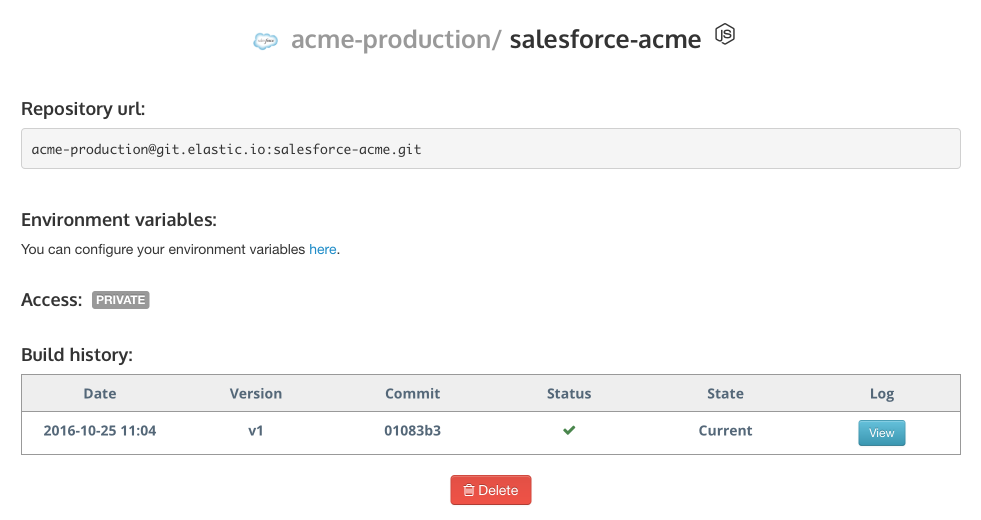 acme-production/ salesforce-acme JS
Repository url:
acme-production@git.elastic.io:salesforce-acme.git
Environment variables:
You can configure your environment variables here.
Access: PRIVATE
Build history:
Date Version Commit Status State Log
2016-10-25 11:04 v1 01083b3 Current View
Delete